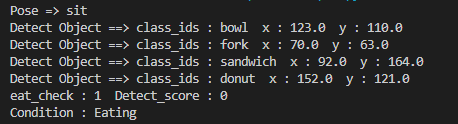 Pose => sit
Detect Object ==> class_ids : bowl  x : 123.0  y : 110.0
Detect Object ==> class_ids : fork  x : 70.0  y : 63.0
Detect Object ==> class_ids : sandwich  x : 92.0  y : 164.0
Detect Object ==> class_ids : donut  x : 152.0  y : 121.0
eat_check : 1  Detect_score : 0
Condition : Eating